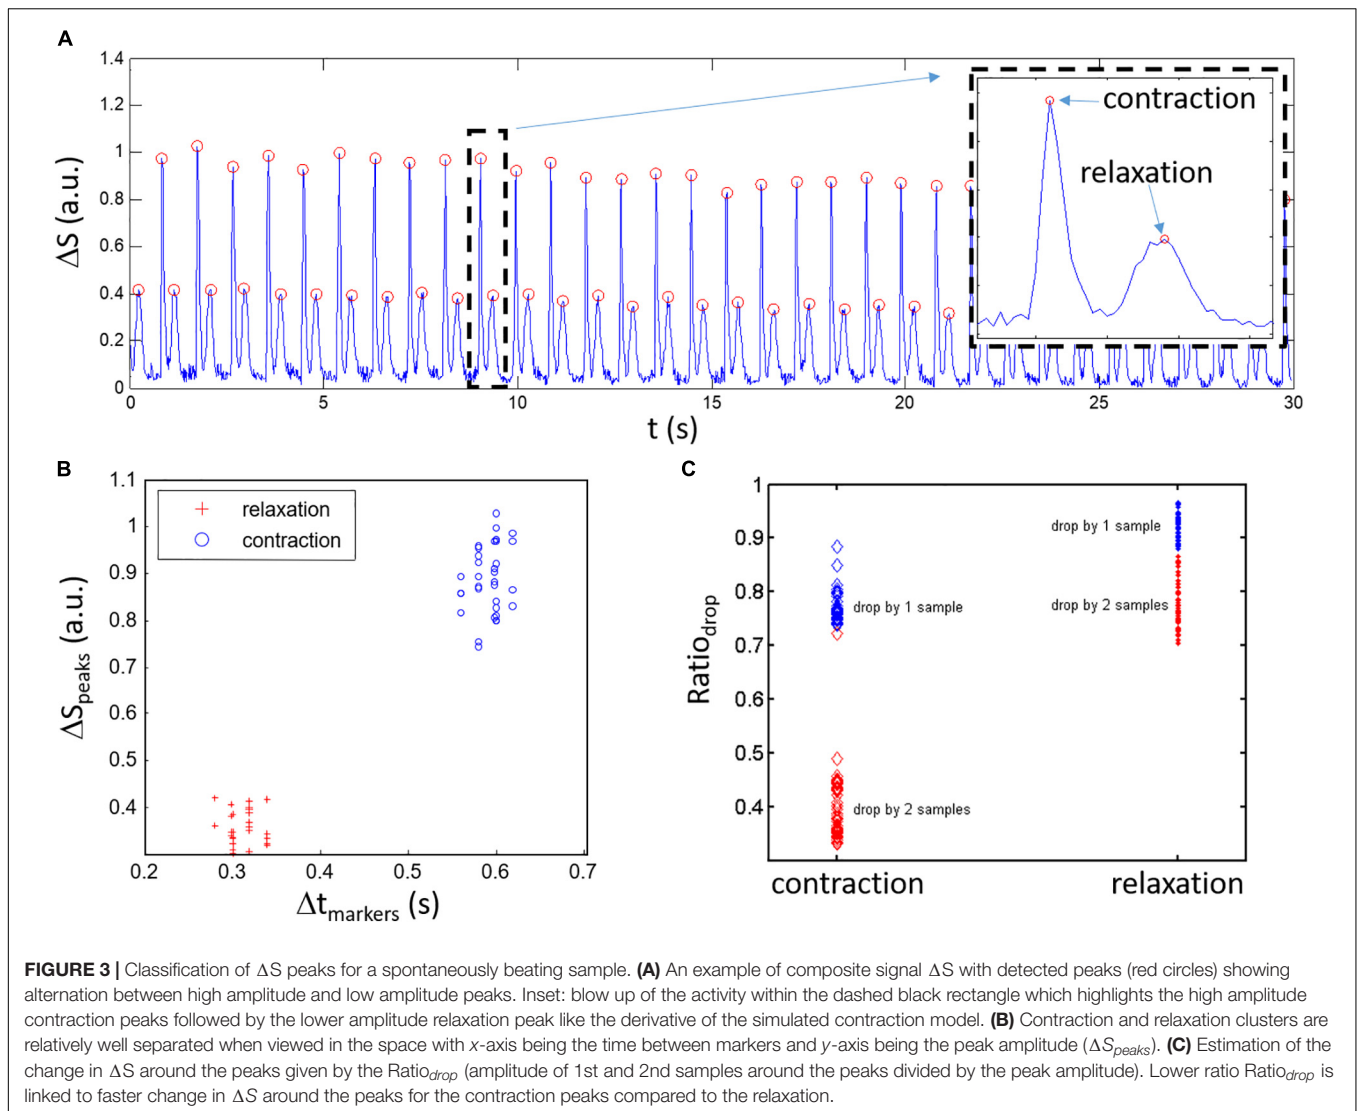 A
1.4
1.2
1
0.8
0.6
0.4
0.2
0
ΔS (a.u.)
0 5 10 15 20 25 30
t (s)
contraction
relaxation
B
1.1
1
0.9
0.8
0.7
0.6
0.5
0.4
ΔSpeaks (a.u.)
relaxation
contraction
0.2 0.3 0.4 0.5 0.6 0.7
Δtmarkers (s)
C
1
0.9
0.8
0.7
0.6
0.5
0.4
Ratiodrop
drop by 1 sample
drop by 2 samples
drop by 1 sample
drop by 2 samples
contraction relaxation
FIGURE 3 | Classification of ΔS peaks for a spontaneously beating sample. (A) An example of composite signal ΔS with detected peaks (red circles) showing
alternation between high amplitude and low amplitude peaks. Inset: blow up of the activity within the dashed black rectangle which highlights the high amplitude
contraction peaks followed by the lower amplitude relaxation peak like the derivative of the simulated contraction model. (B) Contraction and relaxation clusters are
relatively well separated when viewed in the space with x-axis being the time between markers and y-axis being the peak amplitude (ΔSpeaks). (C) Estimation of the
change in ΔS around the peaks given by the Ratiodrop (amplitude of 1st and 2nd samples around the peaks divided by the peak amplitude). Lower ratio Ratiodrop is
linked to faster change in ΔS around the peaks for the contraction peaks compared to the relaxation.